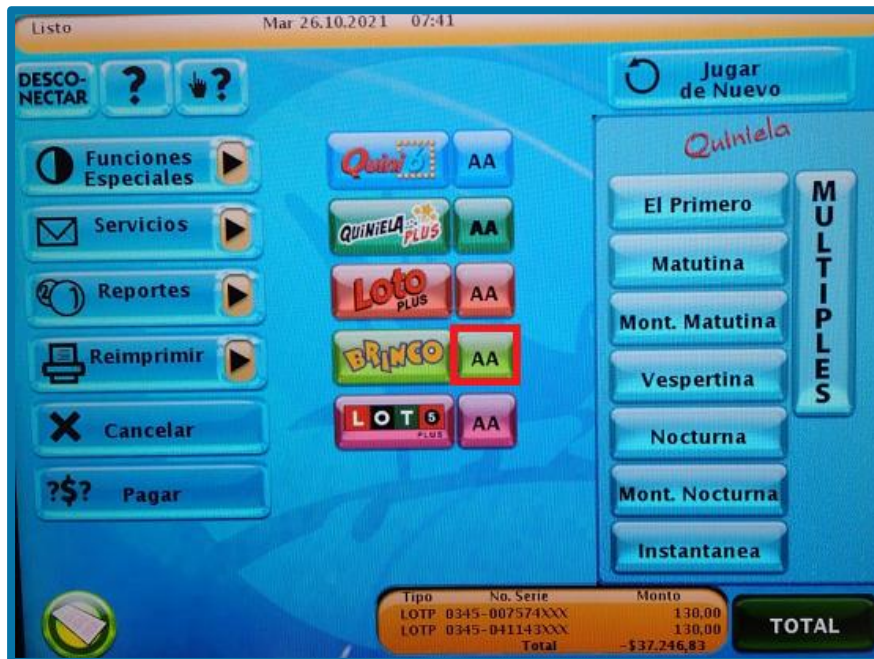 Listo Mar 26.10.2021 07:41
DESCO-
NECTAR
?
?
Jugar
de Nuevo
Funciones
Especiales
Servicios
Reportes
Reimprimir
Cancelar
?$? Pagar
Quini 6 AA
QUINIELA PLUS AA
Loto PLUS AA
BRINCO AA
LOTO 5 PLUS AA
Quiniela
El Primero
Matutina
Mont. Matutina
Vespertina
Nocturna
Mont. Nocturna
Instantanea
MULTIPLES
Tipo No. Serie Monto
LOTP 0345-007574XXX 130,00
LOTP 0345-041143XXX 130,00
Total -$37.246,83
TOTAL